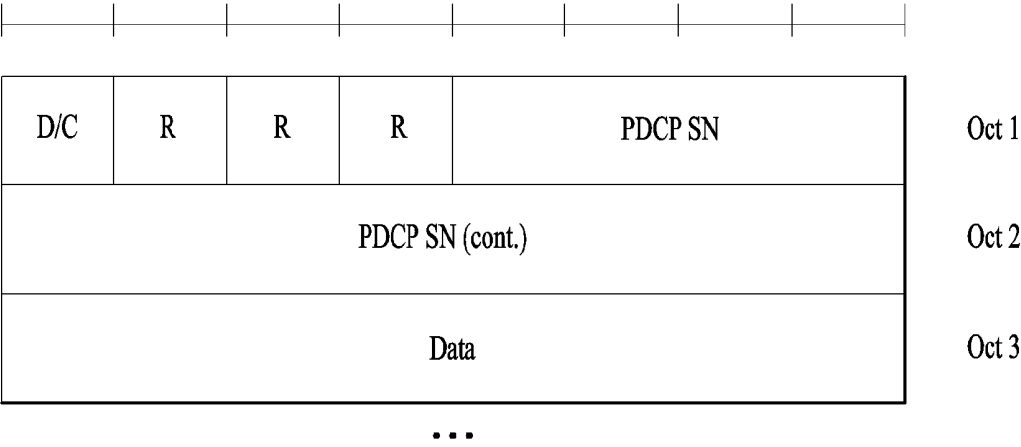 D/C R R R PDCP SN Oct 1
PDCP SN (cont.) Oct 2
Data Oct 3
...